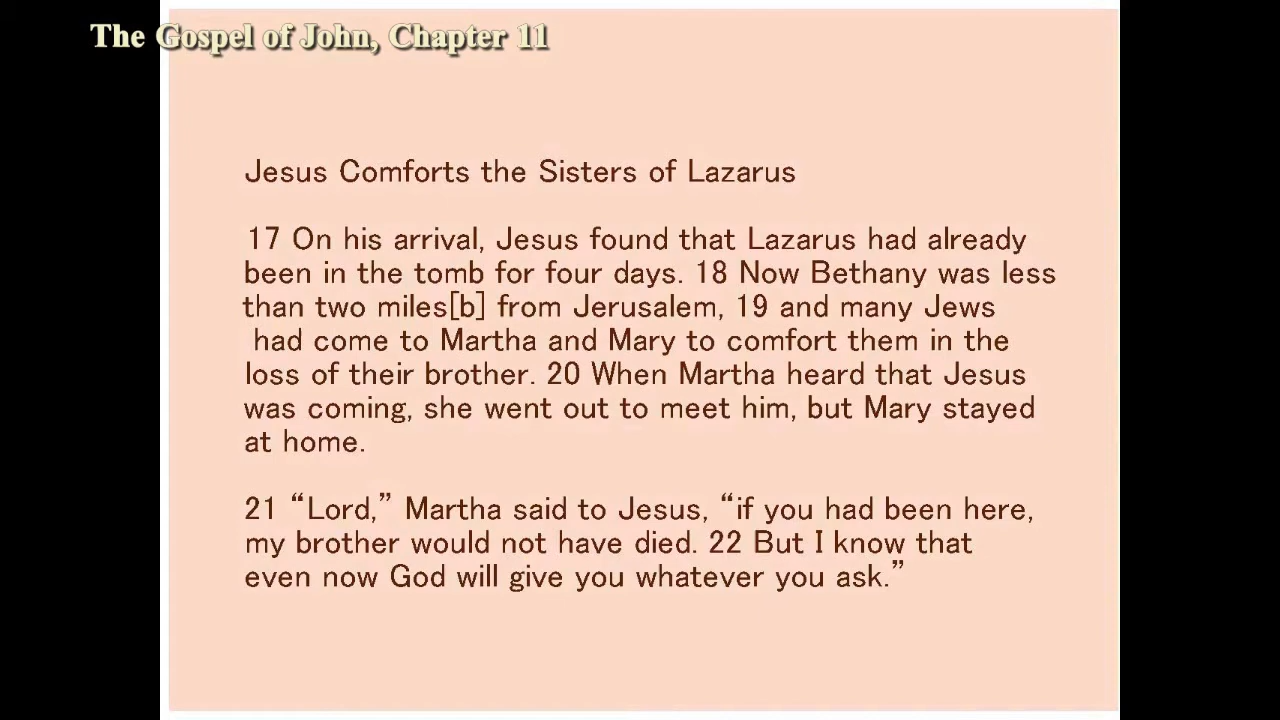 The Gospel of John, Chapter 11
Jesus Comforts the Sisters of Lazarus
17 On his arrival, Jesus found that Lazarus had already
been in the tomb for four days. 18 Now Bethany was less
than two miles[b] from Jerusalem, 19 and many Jews
had come to Martha and Mary to comfort them in the
loss of their brother. 20 When Martha heard that Jesus
was coming, she went out to meet him, but Mary stayed
at home.
21 “Lord,” Martha said to Jesus, “if you had been here,
my brother would not have died. 22 But I know that
even now God will give you whatever you ask.”